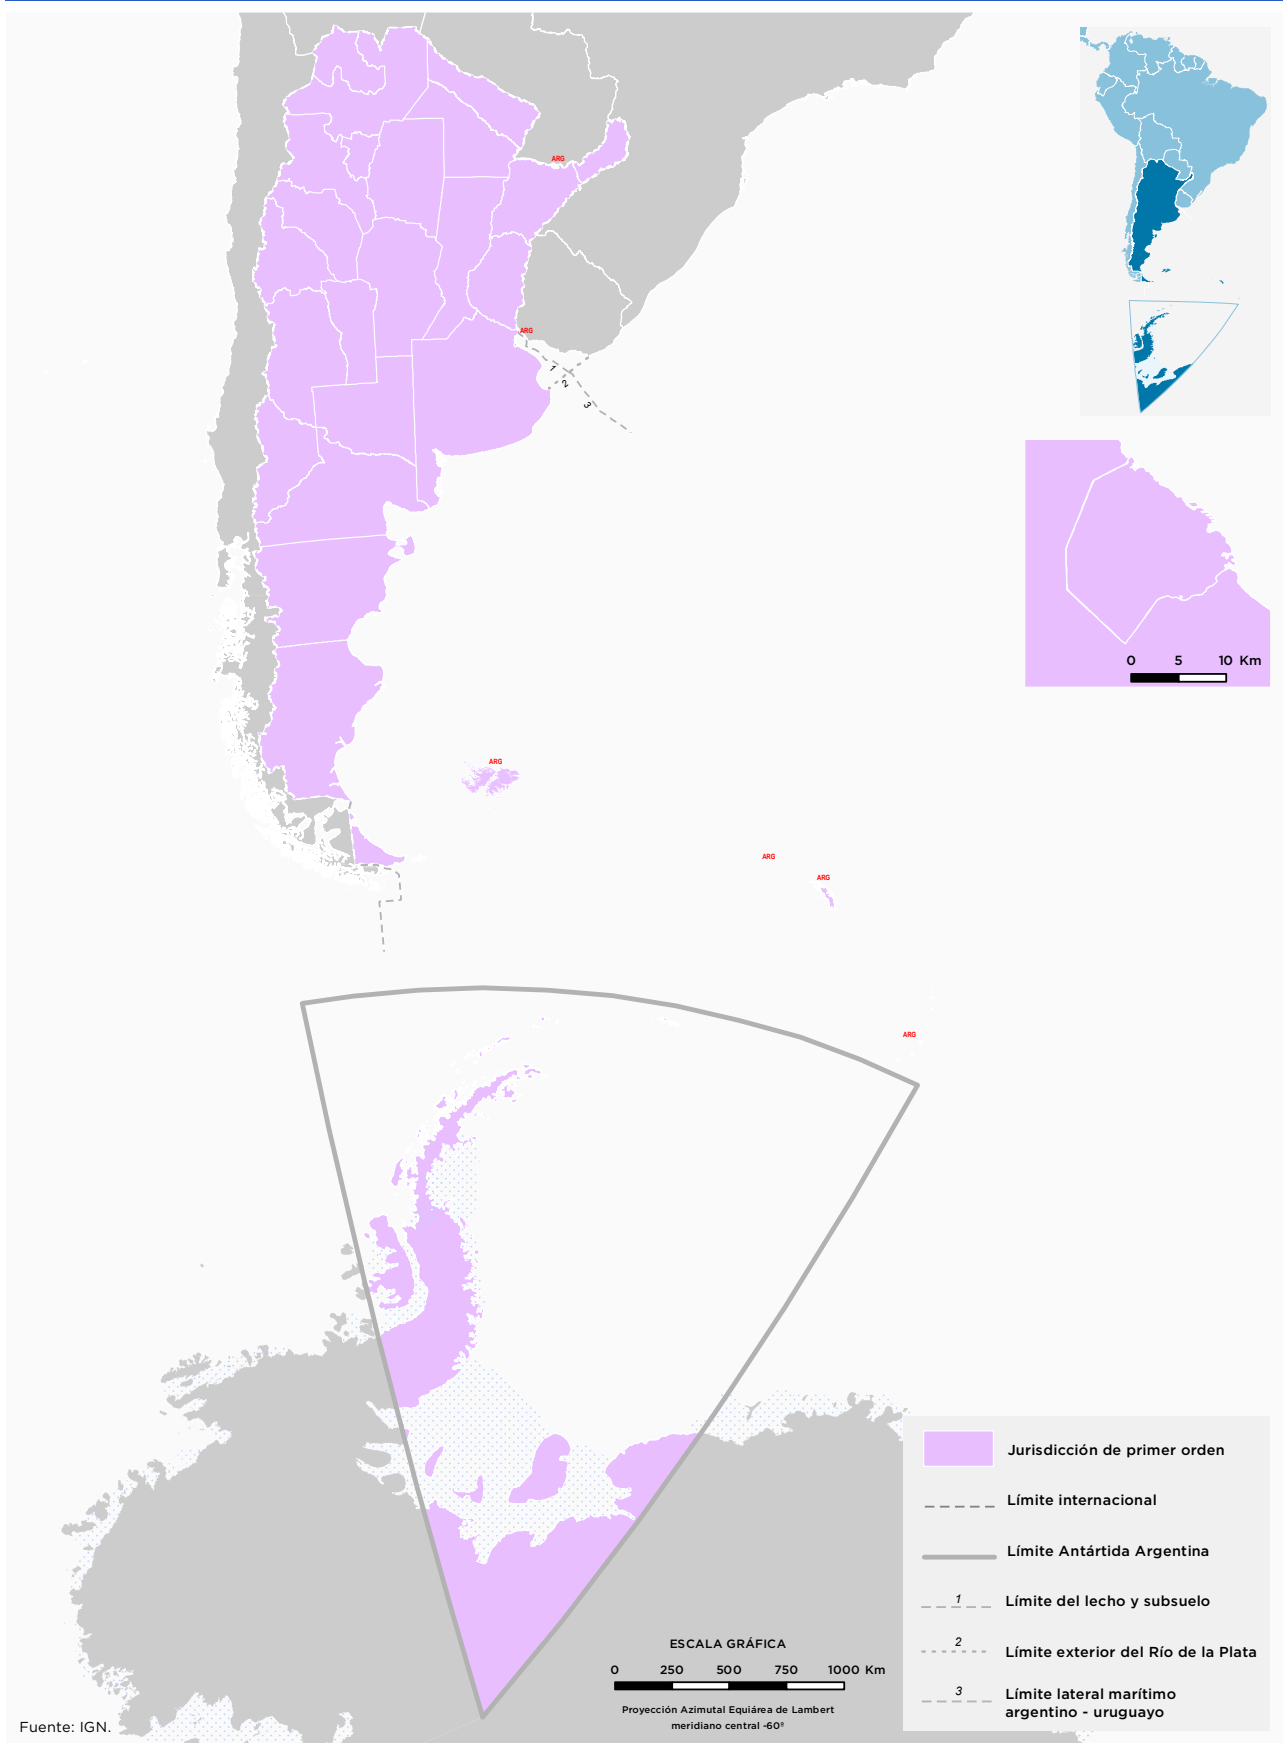 ARG
ARG
1
2
3
0 5 10 Km
ARG
ARG
ARG
ARG
Jurisdicción de primer orden
Límite internacional
Límite Antártida Argentina
1
Límite del lecho y subsuelo
2
Límite exterior del Río de la Plata
3
Límite lateral marítimo
argentino - uruguayo
ESCALA GRÁFICA
0 250 500 750 1000 Km
Proyección Azimutal Equiárea de Lambert
meridiano central -60º
Fuente: IGN.